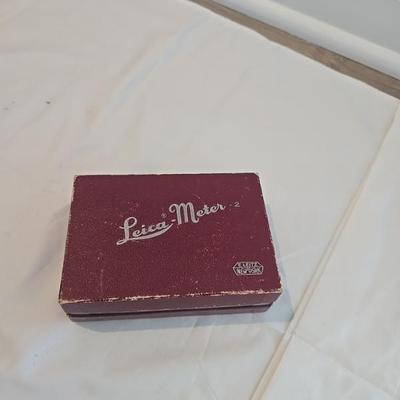 Leica®-Meter-2
E. LEITZ
NEW YORK